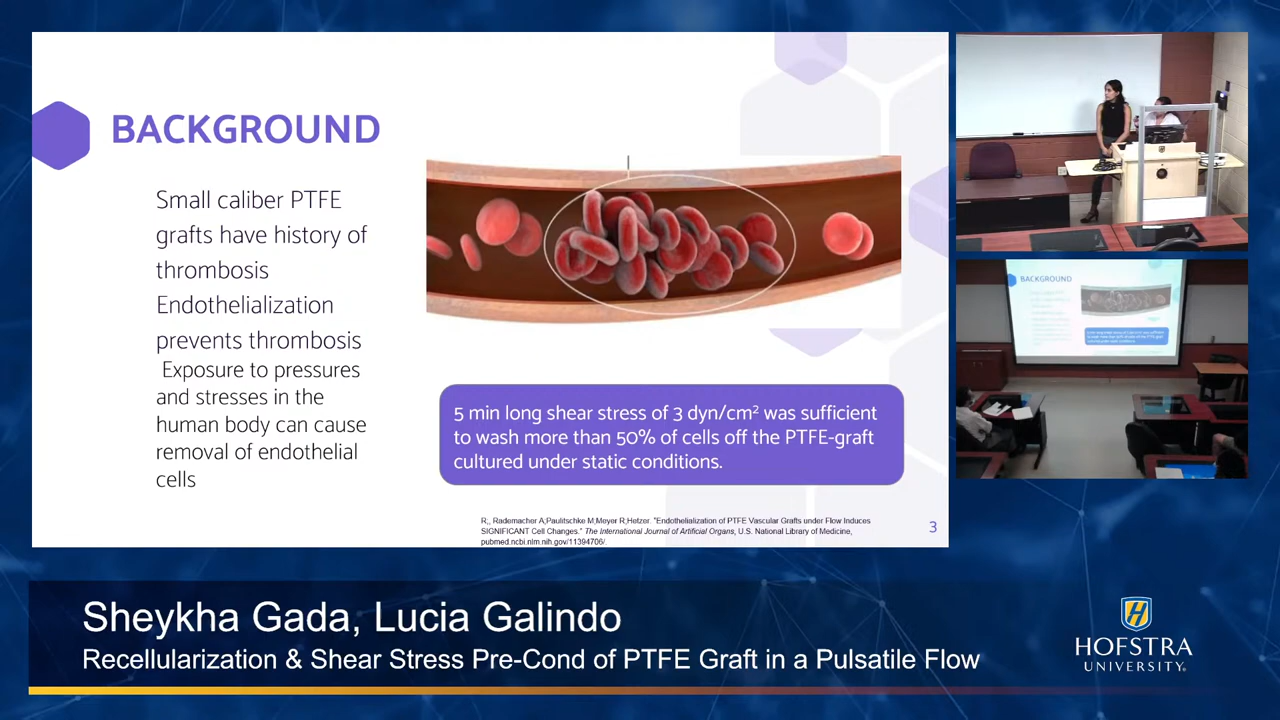 BACKGROUND
Small caliber PTFE
grafts have history of
thrombosis
Endothelialization
prevents thrombosis
Exposure to pressures
and stresses in the
human body can cause
removal of endothelial
cells
5 min long shear stress of 3 dyn/cm² was sufficient
to wash more than 50% of cells off the PTFE-graft
cultured under static conditions.
R;, Rademacher A;Paulitschke M;Meyer R;Hetzer. "Endothelialization of PTFE Vascular Grafts under Flow Induces
SIGNIFICANT Cell Changes." The International Journal of Artificial Organs, U.S. National Library of Medicine,
pubmed.ncbi.nlm.nih.gov/11394706/.
3
BACKGROUND
Sheykha Gada, Lucia Galindo
Recellularization & Shear Stress Pre-Cond of PTFE Graft in a Pulsatile Flow
H
HOFSTRA
UNIVERSITY®